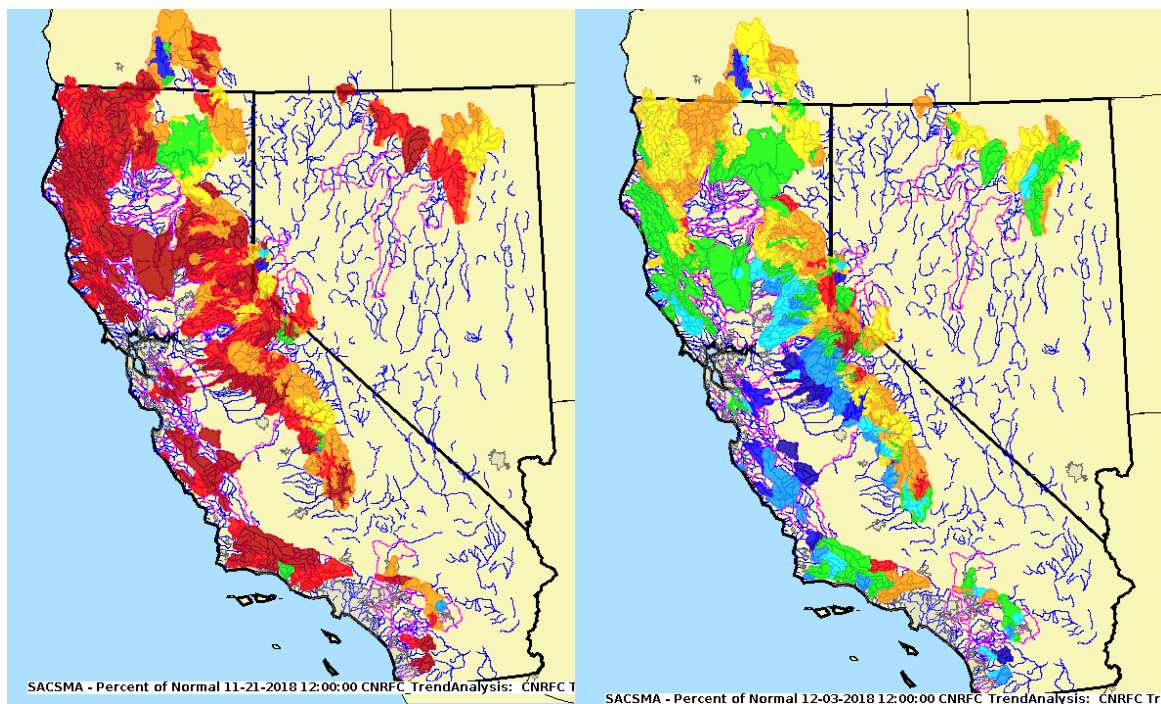 SACSMA - Percent of Normal 11-21-2018 12:00:00 CNRFC_TrendAnalysis: CNRFC T
SACSMA - Percent of Normal 12-03-2018 12:00:00 CNRFC_TrendAnalysis: CNRFC Tr